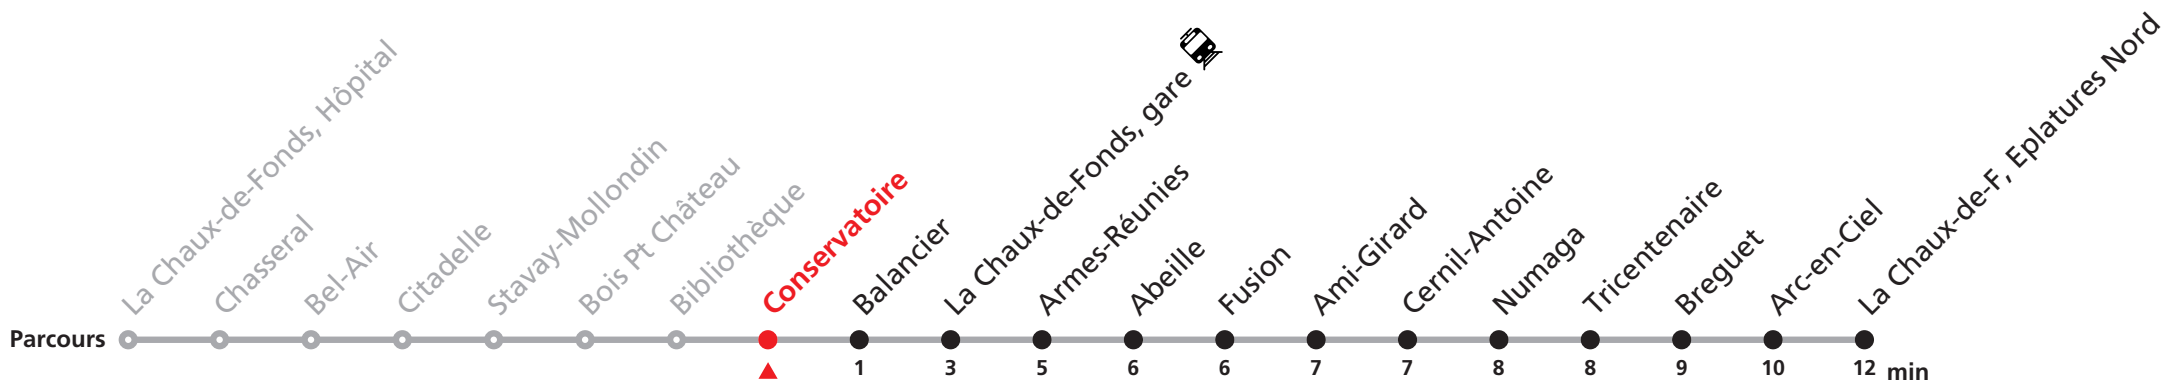 La Chaux-de-Fonds, Hôpital
Chasseral
Bel-Air
Citadelle
Stavay-Mollondin
Bois Pt Château
Bibliothèque
Conservatoire
Balancier
La Chaux-de-Fonds, gare
Armes-Réunies
Abeille
Fusion
Ami-Girard
Cernil-Antoine
Numaga
Tricentenaire
Breguet
Arc-en-Ciel
La Chaux-de-F, Eplatures Nord
Parcours
1 3 5 6 6 7 7 8 8 9 10 12 min